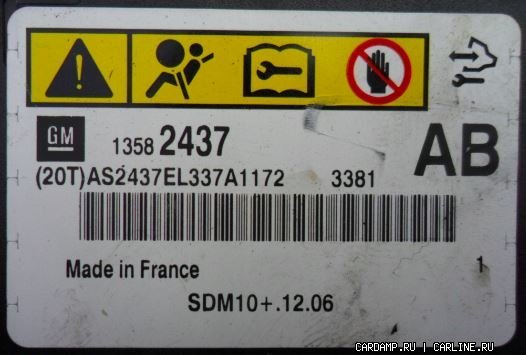 GM
1358 2437
AB
(20T)AS2437EL337A1172 3381
Made in France
1
SDM10+.12.06
CARDAMP.RU | CARLINE.RU